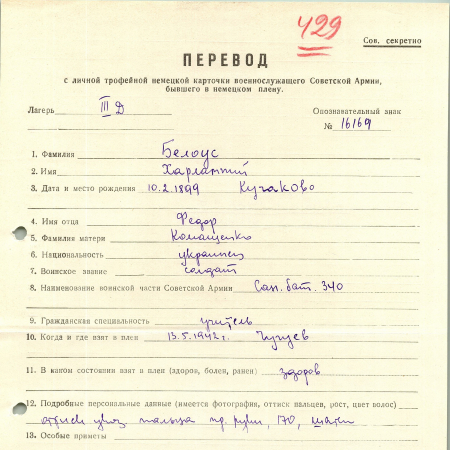 429
Сов. секретно
ПЕРЕВОД
с личной трофейной немецкой карточки военнослужащего Советской Армии,
бывшего в немецком плену.
Лагерь III Д Опознавательный знак
№ 16169
1. Фамилия Белоус
2. Имя Харлампий
3. Дата и место рождения 10.2.1899 Кучаково
4. Имя отца Федор
5. Фамилия матери Комащенко
6. Национальность украинец
7. Воинское звание солдат
8. Наименование воинской части Советской Армии Сан. бат. 340
9. Гражданская специальность учитель
10. Когда и где взят в плен 13.5.1942 г. Чугуев
11. В каком состоянии взят в плен (здоров, болен, ранен) здоров
12. Подробные персональные данные (имеется фотография, оттиск пальцев, рост, цвет волос)
оттиск указ. пальца пр. руки, 170, шатен
13. Особые приметы